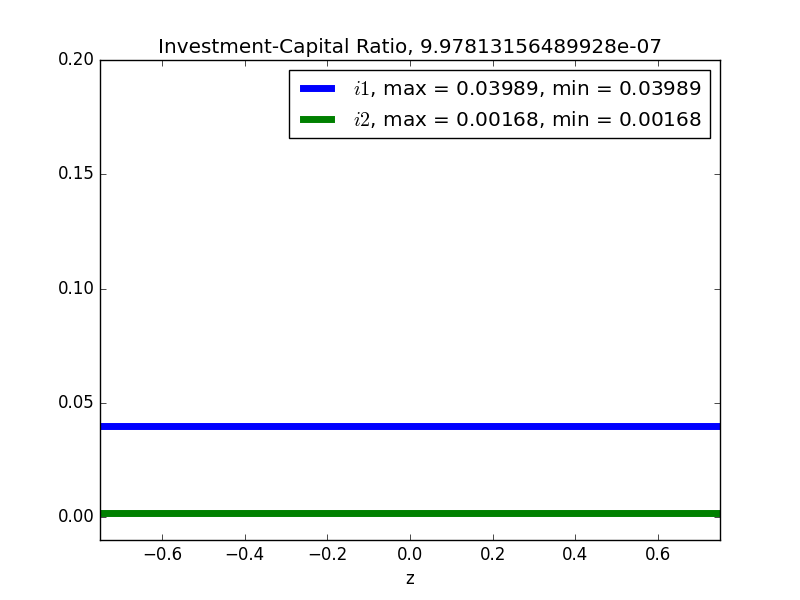 Investment-Capital Ratio, 9.97813156489928e-07
i1, max = 0.03989, min = 0.03989
i2, max = 0.00168, min = 0.00168
0.20
0.15
0.10
0.05
0.00
−0.6 −0.4 −0.2 0.0 0.2 0.4 0.6
z